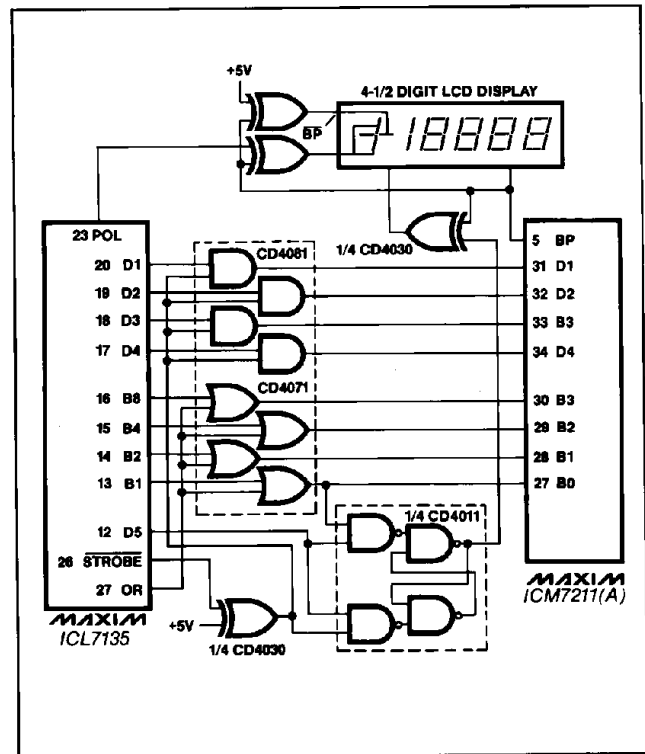 +5V
4-1/2 DIGIT LCD DISPLAY
BP
18888
23 POL
1/4 CD4030
5 BP
20 D1
CD4081
31 D1
19 D2
32 D2
18 D3
33 B3
17 D4
34 D4
CD4071
16 B8
30 B3
15 B4
29 B2
14 B2
28 B1
13 B1
27 B0
12 D5
1/4 CD4011
26 STROBE
27 OR
MAXIM
ICL7135
+5V
1/4 CD4030
MAXIM
ICM7211(A)